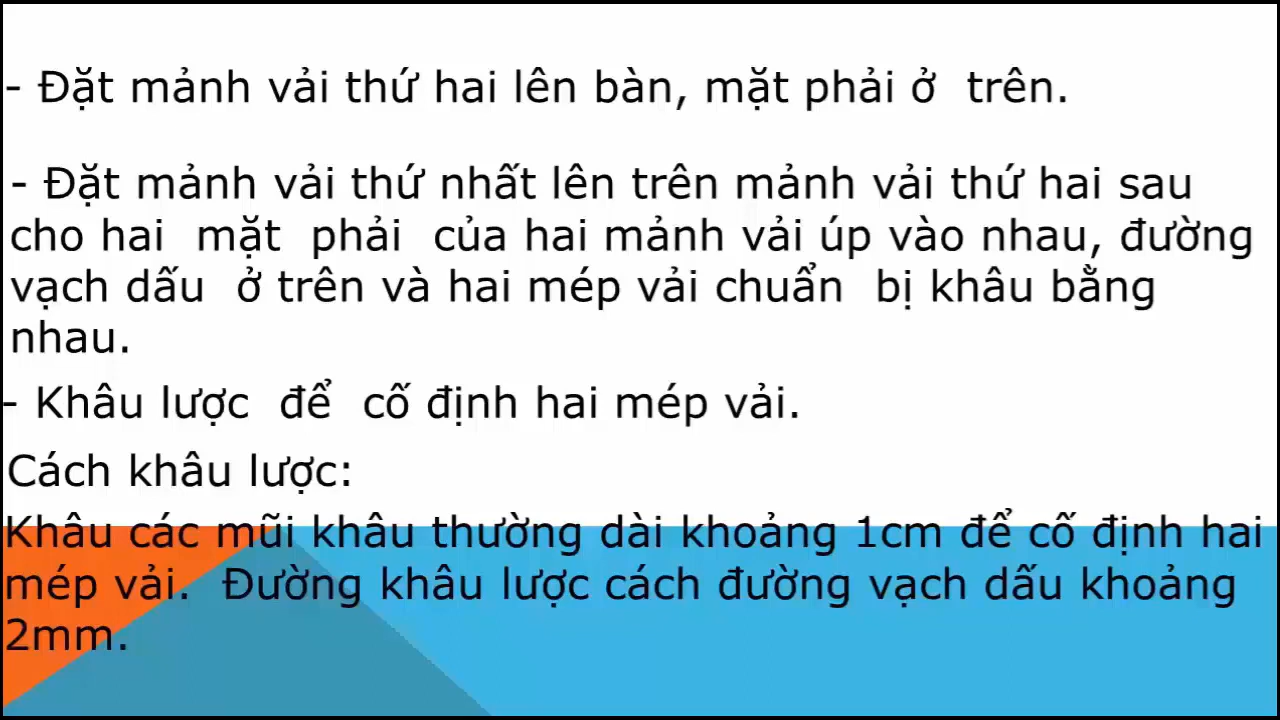 - Đặt mảnh vải thứ hai lên bàn, mặt phải ở trên.
- Đặt mảnh vải thứ nhất lên trên mảnh vải thứ hai sau
cho hai mặt phải của hai mảnh vải úp vào nhau, đường
vạch dấu ở trên và hai mép vải chuẩn bị khâu bằng
nhau.
- Khâu lược để cố định hai mép vải.
Cách khâu lược:
Khâu các mũi khâu thường dài khoảng 1cm để cố định hai
mép vải. Đường khâu lược cách đường vạch dấu khoảng
2mm.